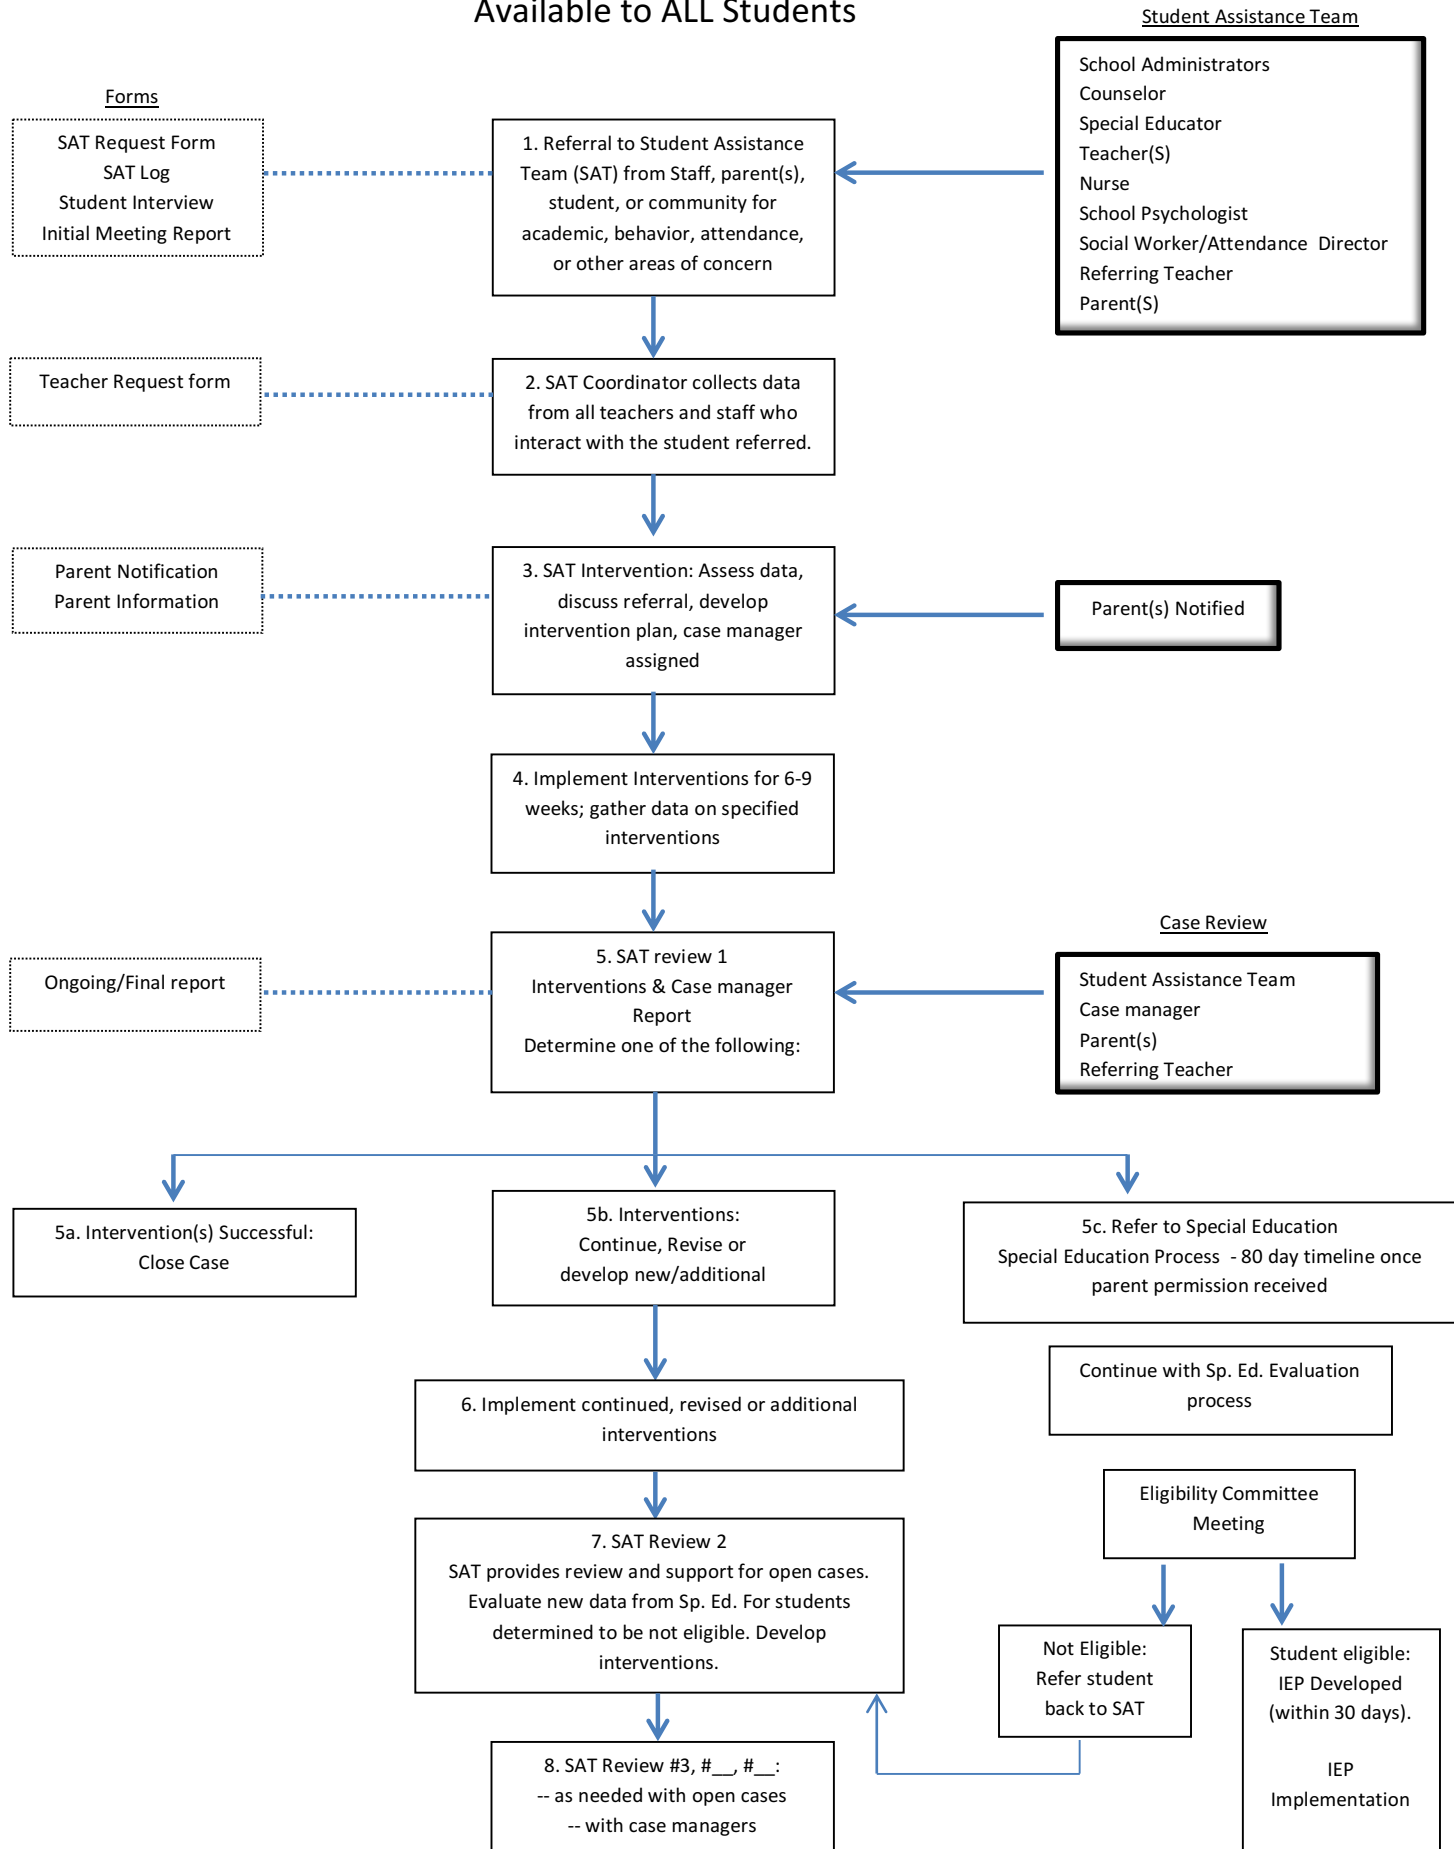 Available to ALL Students
Student Assistance Team
School Administrators
Counselor
Special Educator
Teacher(S)
Nurse
School Psychologist
Social Worker/Attendance  Director
Referring Teacher
Parent(S)
Forms
SAT Request Form
SAT Log
Student Interview
Initial Meeting Report
1. Referral to Student Assistance
Team (SAT) from Staff, parent(s),
student, or community for
academic, behavior, attendance,
or other areas of concern
Teacher Request form
2. SAT Coordinator collects data
from all teachers and staff who
interact with the student referred.
Parent Notification
Parent Information
3. SAT Intervention: Assess data,
discuss referral, develop
intervention plan, case manager
assigned
Parent(s) Notified
4. Implement Interventions for 6-9
weeks; gather data on specified
interventions
Ongoing/Final report
5. SAT review 1
Interventions & Case manager
Report
Determine one of the following:
Case Review
Student Assistance Team
Case manager
Parent(s)
Referring Teacher
5a. Intervention(s) Successful:
Close Case
5b. Interventions:
Continue, Revise or
develop new/additional
5c. Refer to Special Education
Special Education Process  - 80 day timeline once
parent permission received
Continue with Sp. Ed. Evaluation
process
6. Implement continued, revised or additional
interventions
Eligibility Committee
Meeting
7. SAT Review 2
SAT provides review and support for open cases.
Evaluate new data from Sp. Ed. For students
determined to be not eligible. Develop
interventions.
Not Eligible:
Refer student
back to SAT
Student eligible:
IEP Developed
(within 30 days).
IEP
Implementation
8. SAT Review #3, #__, #__:
-- as needed with open cases
-- with case managers